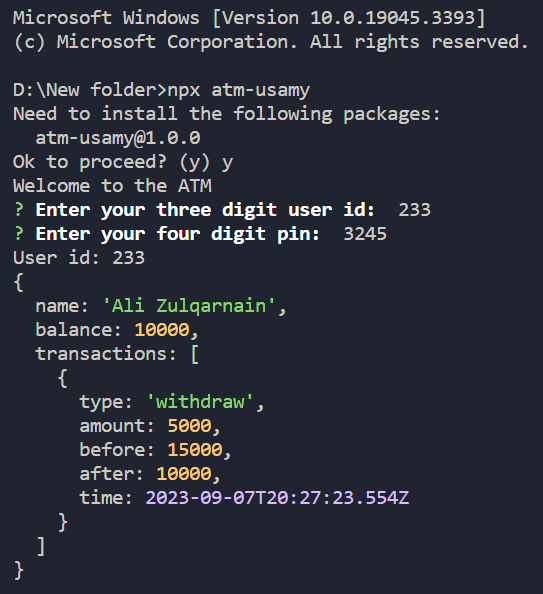 Microsoft Windows [Version 10.0.19045.3393]
(c) Microsoft Corporation. All rights reserved.

D:\New folder>npx atm-usamy
Need to install the following packages:
  atm-usamy@1.0.0
Ok to proceed? (y) y
Welcome to the ATM
? Enter your three digit user id:  233
? Enter your four digit pin:  3245
User id: 233
{
  name: 'Ali Zulqarnain',
  balance: 10000,
  transactions: [
    {
      type: 'withdraw',
      amount: 5000,
      before: 15000,
      after: 10000,
      time: 2023-09-07T20:27:23.554Z
    }
  ]
}